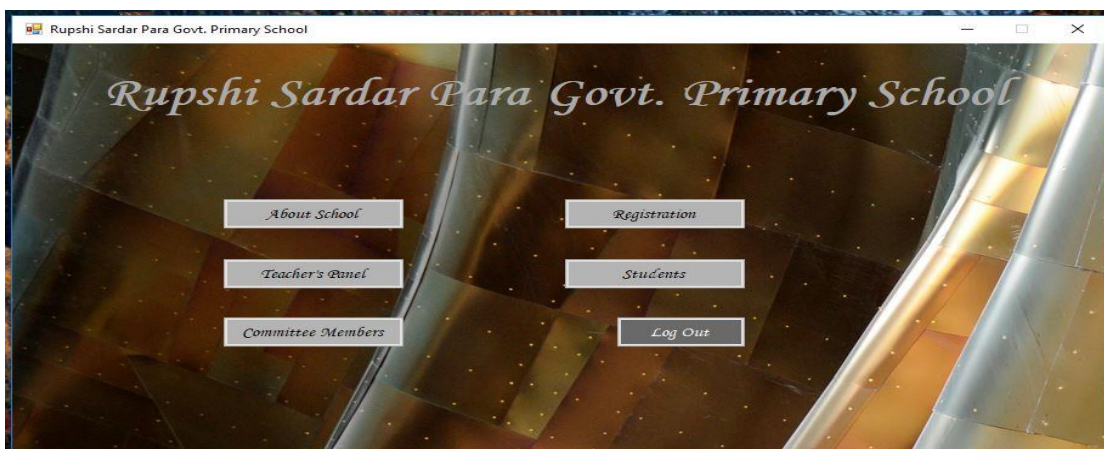 Rupshi Sardar Para Govt. Primary School
Rupshi Sardar Para Govt. Primary School
About School
Registration
Teacher's Panel
Students
Committee Members
Log Out